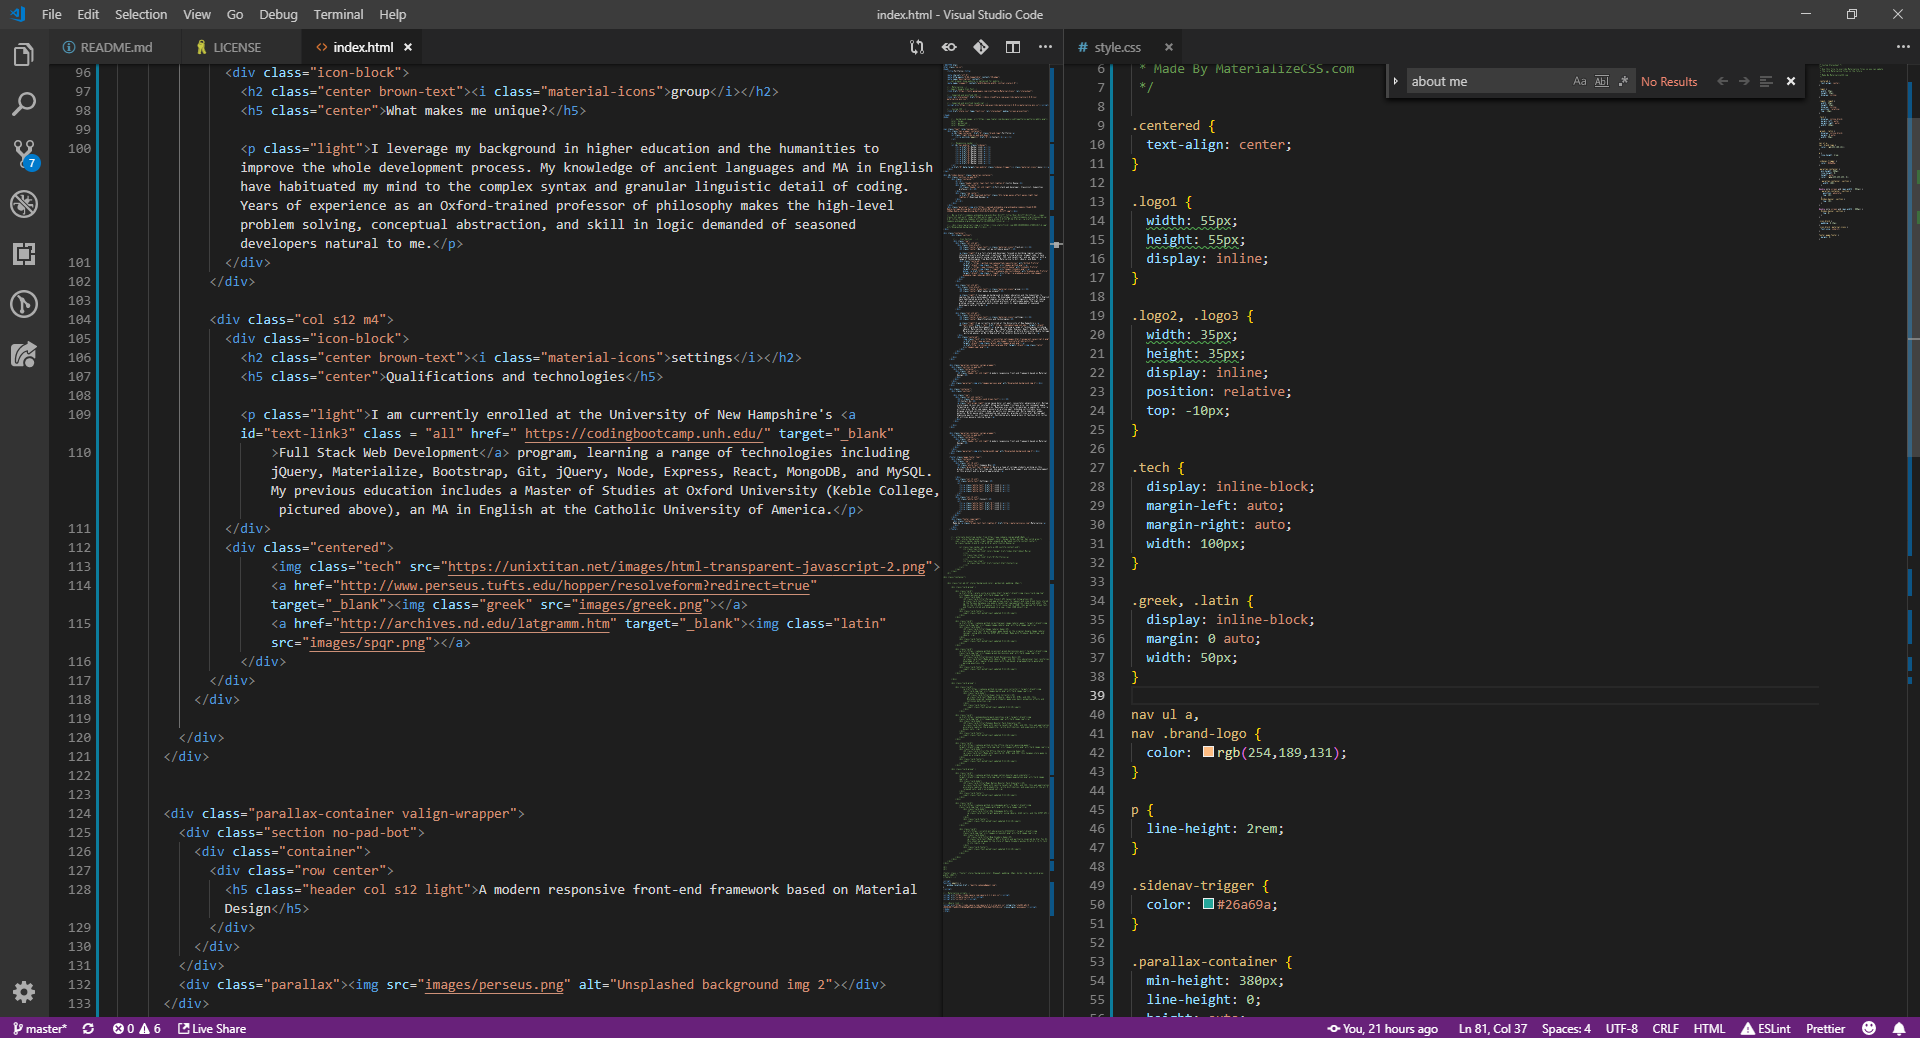 File Edit Selection View Go Debug Terminal Help
index.html - Visual Studio Code
README.md
LICENSE
index.html
style.css
about me
Aa Abl .*
No Results
7
96 <div class="icon-block">
97 <h2 class="center brown-text"><i class="material-icons">group</i></h2>
98 <h5 class="center">What makes me unique?</h5>
99
100 <p class="light">I leverage my background in higher education and the humanities to
improve the whole development process. My knowledge of ancient languages and MA in English
have habituated my mind to the complex syntax and granular linguistic detail of coding.
Years of experience as an Oxford-trained professor of philosophy makes the high-level
problem solving, conceptual abstraction, and skill in logic demanded of seasoned
developers natural to me.</p>
101 </div>
102 </div>
103
104 <div class="col s12 m4">
105 <div class="icon-block">
106 <h2 class="center brown-text"><i class="material-icons">settings</i></h2>
107 <h5 class="center">Qualifications and technologies</h5>
108
109 <p class="light">I am currently enrolled at the University of New Hampshire's <a
id="text-link3" class = "all" href=" https://codingbootcamp.unh.edu/" target="_blank"
110 >Full Stack Web Development</a> program, learning a range of technologies including
jQuery, Materialize, Bootstrap, Git, jQuery, Node, Express, React, MongoDB, and MySQL.
My previous education includes a Master of Studies at Oxford University (Keble College,
pictured above), an MA in English at the Catholic University of America.</p>
111 </div>
112 <div class="centered">
113 <img class="tech" src="https://unixtitan.net/images/html-transparent-javascript-2.png">
114 <a href="http://www.perseus.tufts.edu/hopper/resolveform?redirect=true"
target="_blank"><img class="greek" src="images/greek.png"></a>
115 <a href="http://archives.nd.edu/latgramm.htm" target="_blank"><img class="latin"
src="images/spqr.png"></a>
116 </div>
117 </div>
118 </div>
119
120 </div>
121 </div>
122
123
124 <div class="parallax-container valign-wrapper">
125 <div class="section no-pad-bot">
126 <div class="container">
127 <div class="row center">
128 <h5 class="header col s12 light">A modern responsive front-end framework based on Material
Design</h5>
129 </div>
130 </div>
131 </div>
132 <div class="parallax"><img src="images/perseus.png" alt="Unsplashed background img 2"></div>
133 </div>
6 * Made By MaterializeCSS.com
7 */
8
9 .centered {
10 text-align: center;
11 }
12
13 .logo1 {
14 width: 55px;
15 height: 55px;
16 display: inline;
17 }
18
19 .logo2, .logo3 {
20 width: 35px;
21 height: 35px;
22 display: inline;
23 position: relative;
24 top: -10px;
25 }
26
27 .tech {
28 display: inline-block;
29 margin-left: auto;
30 margin-right: auto;
31 width: 100px;
32 }
33
34 .greek, .latin {
35 display: inline-block;
36 margin: 0 auto;
37 width: 50px;
38 }
39
40 nav ul a,
41 nav .brand-logo {
42 color: rgb(254,189,131);
43 }
44
45 p {
46 line-height: 2rem;
47 }
48
49 .sidenav-trigger {
50 color: #26a69a;
51 }
52
53 .parallax-container {
54 min-height: 380px;
55 line-height: 0;
56 height: auto;
master* 0 6 Live Share
You, 21 hours ago Ln 81, Col 37 Spaces: 4 UTF-8 CRLF HTML ESLint Prettier